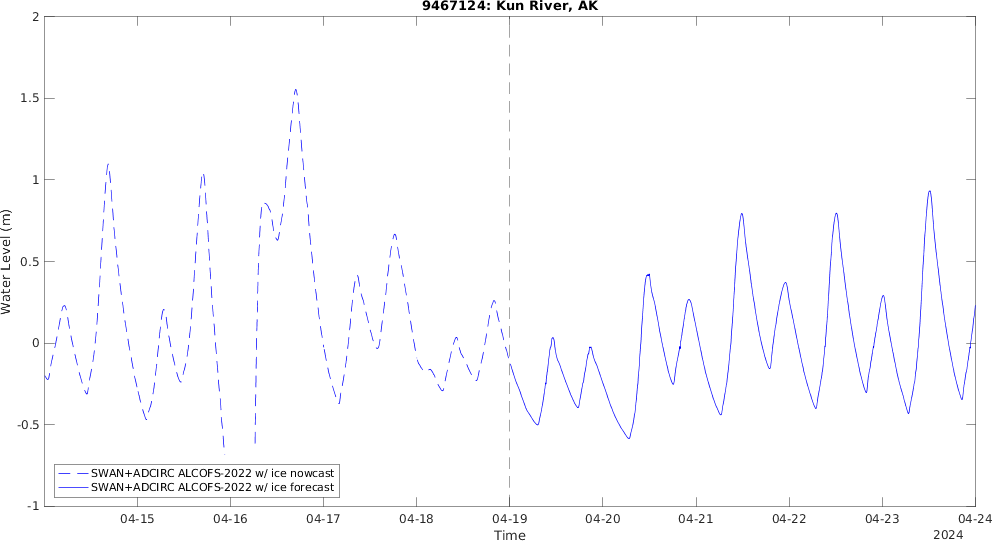 9467124: Kun River, AK
2
1.5
1
0.5
0
-0.5
-1
Water Level (m)
SWAN+ADCIRC ALCOFS-2022 w/ ice nowcast
SWAN+ADCIRC ALCOFS-2022 w/ ice forecast
04-15 04-16 04-17 04-18 04-19 04-20 04-21 04-22 04-23 04-24
Time
2024